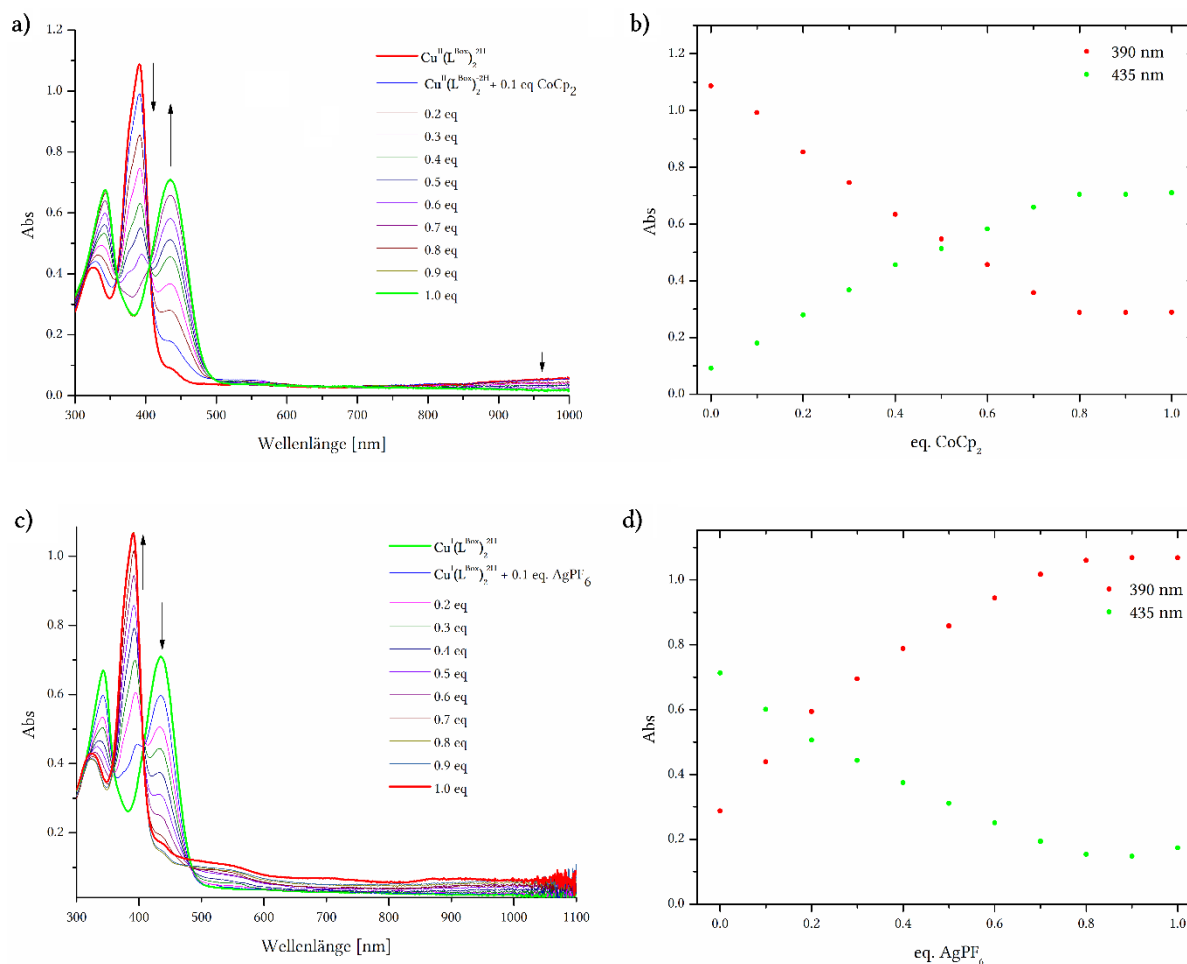 a)
1.2
1.0
0.8
0.6
0.4
0.2
0.0
Abs
300 400 500 600 700 800 900 1000
Wellenlänge [nm]
Cu^II(L^Box)_2^2H
Cu^II(L^Box)_2^-2H + 0.1 eq CoCp_2
0.2 eq
0.3 eq
0.4 eq
0.5 eq
0.6 eq
0.7 eq
0.8 eq
0.9 eq
1.0 eq
b)
1.2
1.0
0.8
0.6
0.4
0.2
0.0
Abs
390 nm
435 nm
0.0 0.2 0.4 0.6 0.8 1.0
eq. CoCp_2
c)
1.0
0.8
0.6
0.4
0.2
Abs
300 400 500 600 700 800 900 1000 1100
Wellenlänge [nm]
Cu^I(L^Box)_2^2H
Cu^I(L^Box)_2^2H + 0.1 eq. AgPF_6
0.2 eq
0.3 eq
0.4 eq
0.5 eq
0.6 eq
0.7 eq
0.8 eq
0.9 eq
1.0 eq
d)
1.0
0.8
0.6
0.4
0.2
0.0
Abs
390 nm
435 nm
0.0 0.2 0.4 0.6 0.8 1.0
eq. AgPF_6